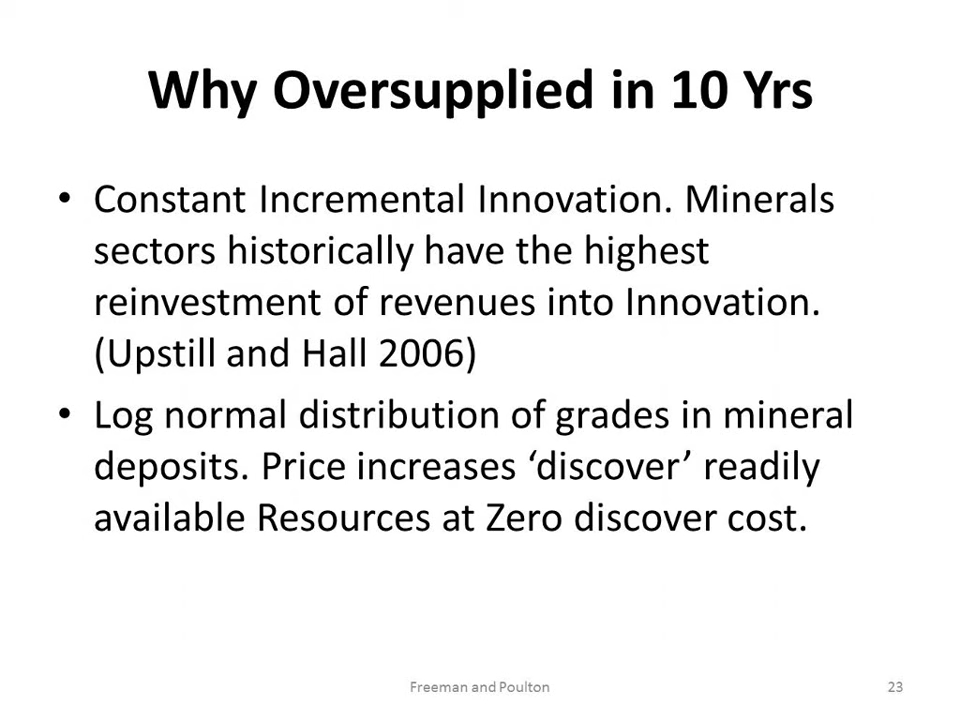 Why Oversupplied in 10 Yrs
• Constant Incremental Innovation. Minerals
sectors historically have the highest
reinvestment of revenues into Innovation.
(Upstill and Hall 2006)
• Log normal distribution of grades in mineral
deposits. Price increases ‘discover’ readily
available Resources at Zero discover cost.
Freeman and Poulton
23